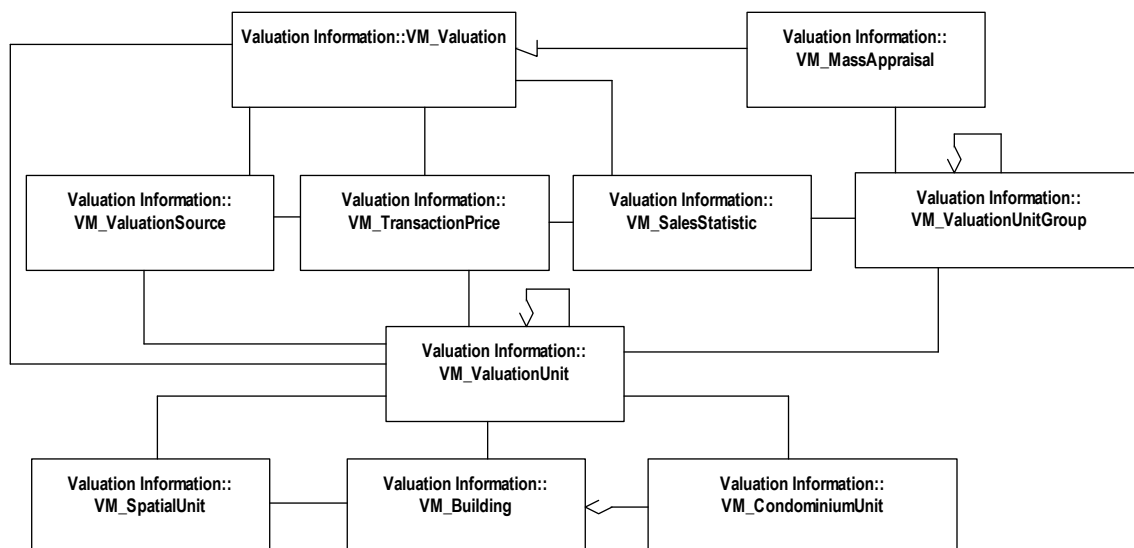 Valuation Information::VM_Valuation
Valuation Information::
VM_MassAppraisal
Valuation Information::
VM_ValuationSource
Valuation Information::
VM_TransactionPrice
Valuation Information::
VM_SalesStatistic
Valuation Information::
VM_ValuationUnitGroup
Valuation Information::
VM_ValuationUnit
Valuation Information::
VM_SpatialUnit
Valuation Information::
VM_Building
Valuation Information::
VM_CondominiumUnit